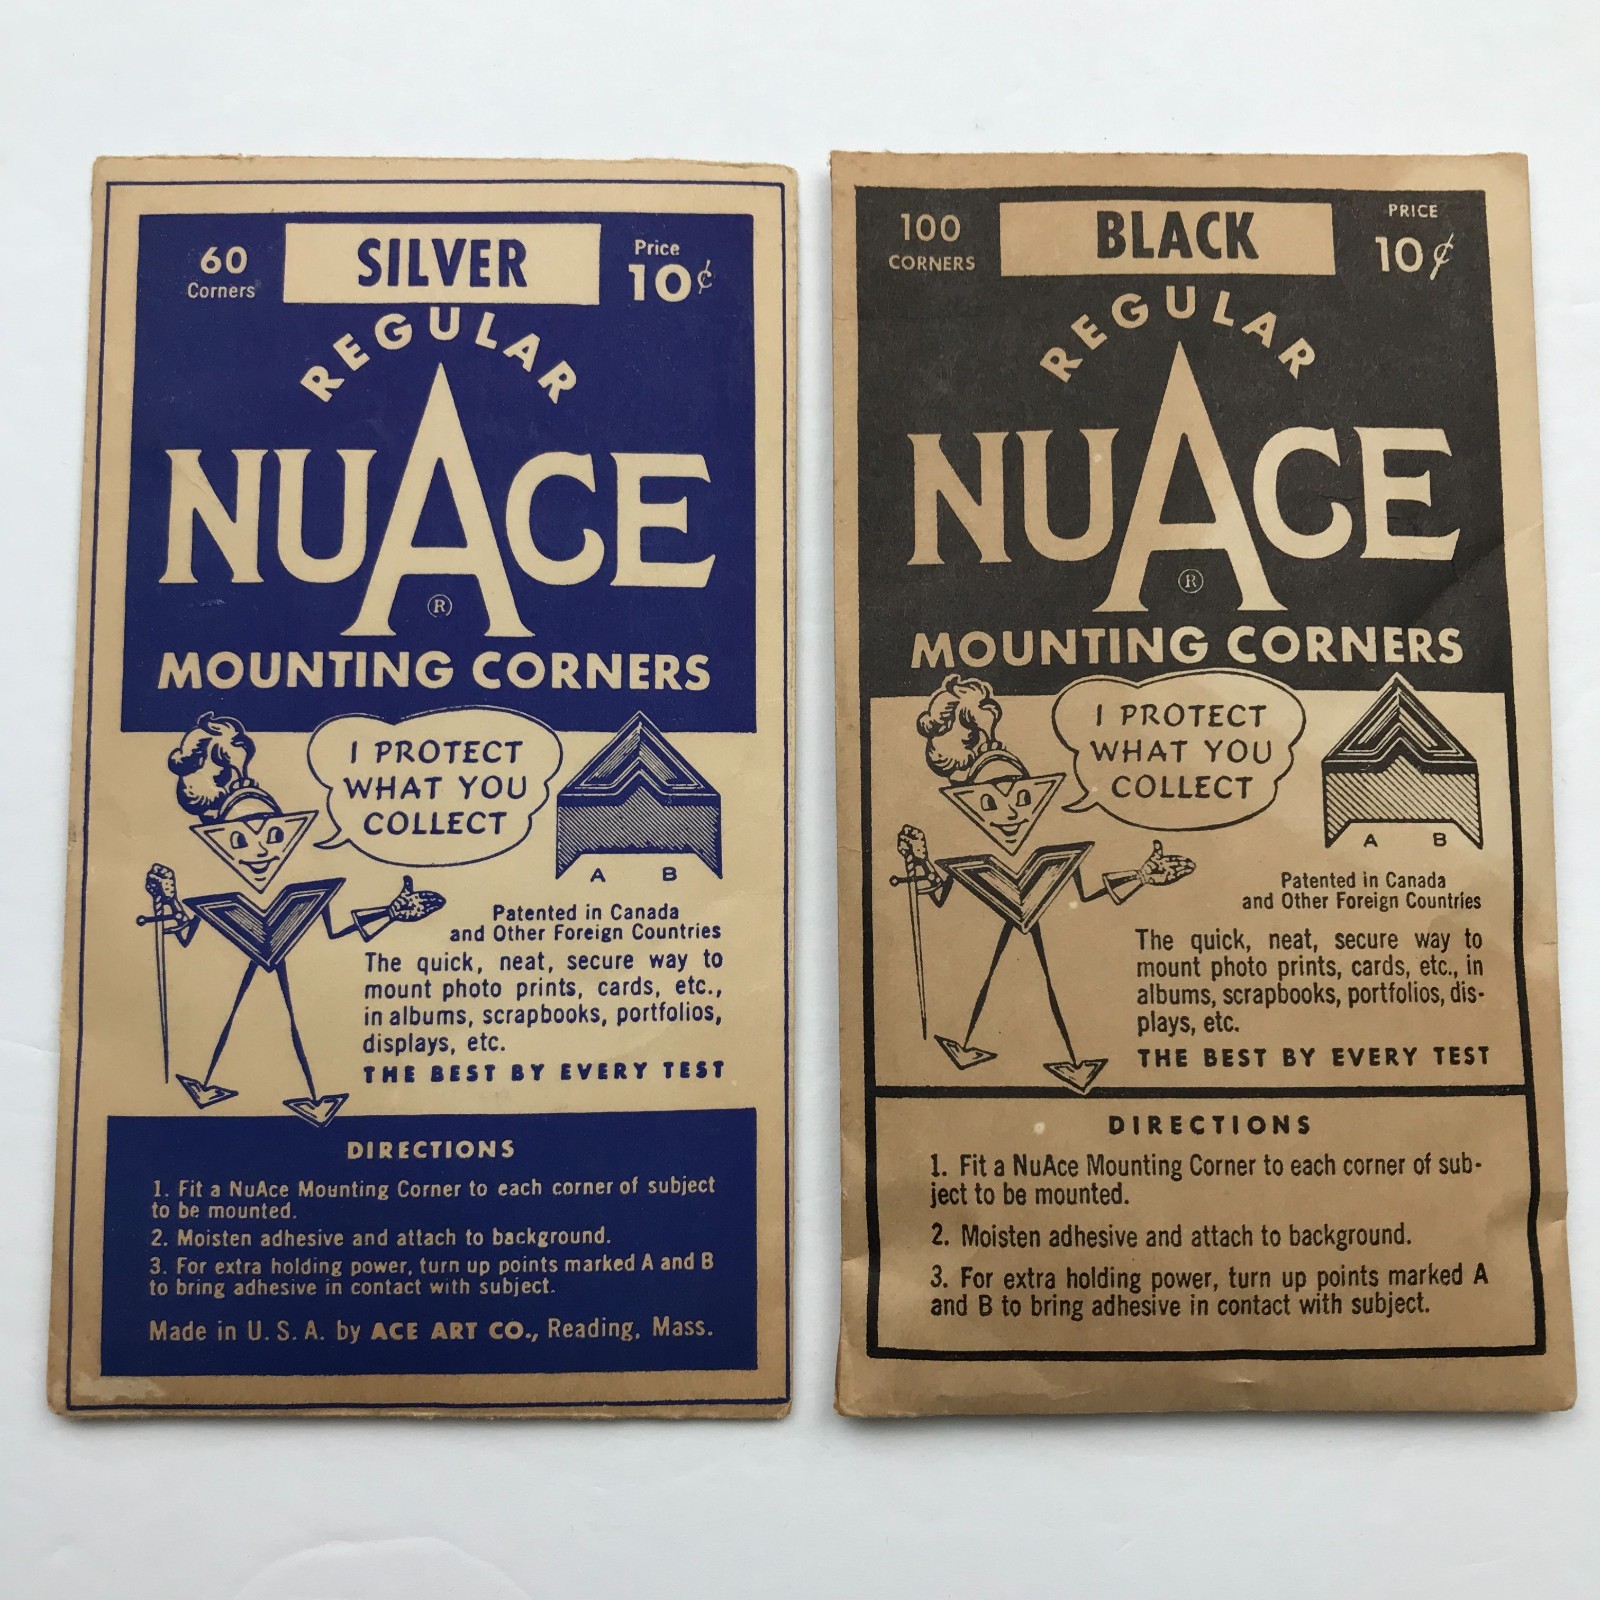 60
Corners
SILVER
Price
10¢
REGULAR
NUACE
®
MOUNTING CORNERS
I PROTECT
WHAT YOU
COLLECT
A B
Patented in Canada
and Other Foreign Countries
The quick, neat, secure way to
mount photo prints, cards, etc.,
in albums, scrapbooks, portfolios,
displays, etc.
THE BEST BY EVERY TEST
DIRECTIONS
1. Fit a NuAce Mounting Corner to each corner of subject
to be mounted.
2. Moisten adhesive and attach to background.
3. For extra holding power, turn up points marked A and B
to bring adhesive in contact with subject.
Made in U. S. A. by ACE ART CO., Reading, Mass.
100
CORNERS
BLACK
PRICE
10¢
REGULAR
NUACE
®
MOUNTING CORNERS
I PROTECT
WHAT YOU
COLLECT
A B
Patented in Canada
and Other Foreign Countries
The quick, neat, secure way to
mount photo prints, cards, etc., in
albums, scrapbooks, portfolios, dis-
plays, etc.
THE BEST BY EVERY TEST
DIRECTIONS
1. Fit a NuAce Mounting Corner to each corner of sub-
ject to be mounted.
2. Moisten adhesive and attach to background.
3. For extra holding power, turn up points marked A
and B to bring adhesive in contact with subject.